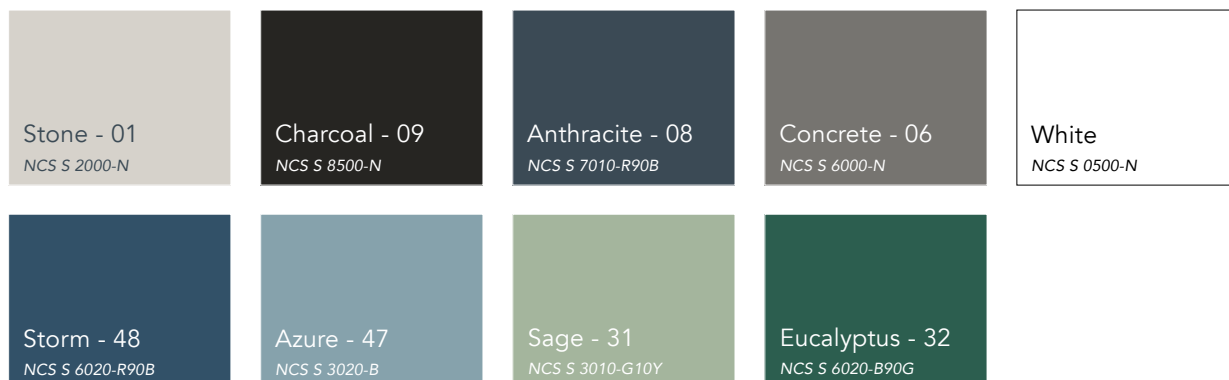 Stone - 01
NCS S 2000-N
Charcoal - 09
NCS S 8500-N
Anthracite - 08
NCS S 7010-R90B
Concrete - 06
NCS S 6000-N
White
NCS S 0500-N
Storm - 48
NCS S 6020-R90B
Azure - 47
NCS S 3020-B
Sage - 31
NCS S 3010-G10Y
Eucalyptus - 32
NCS S 6020-B90G